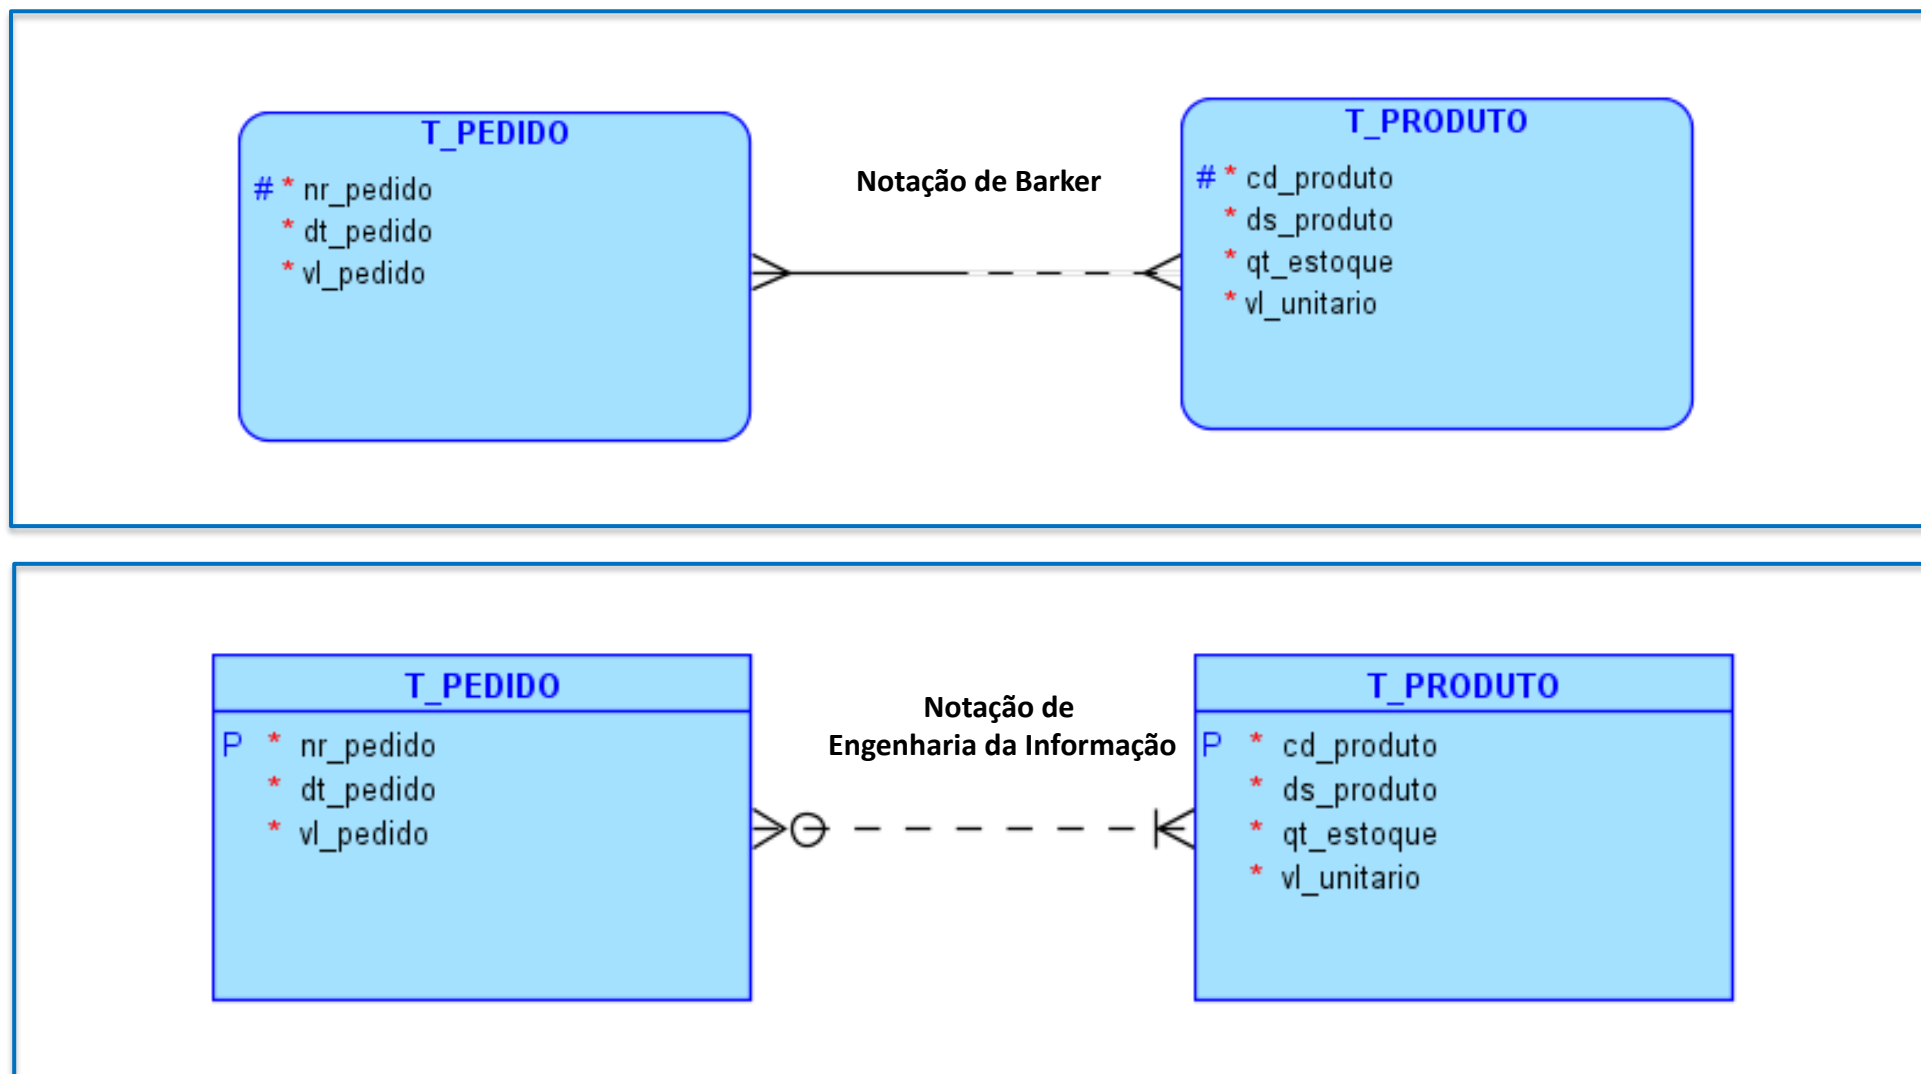 T_PEDIDO
# * nr_pedido
* dt_pedido
* vl_pedido
Notação de Barker
T_PRODUTO
# * cd_produto
* ds_produto
* qt_estoque
* vl_unitario
T_PEDIDO
P * nr_pedido
* dt_pedido
* vl_pedido
Notação de
Engenharia da Informação
T_PRODUTO
P * cd_produto
* ds_produto
* qt_estoque
* vl_unitario